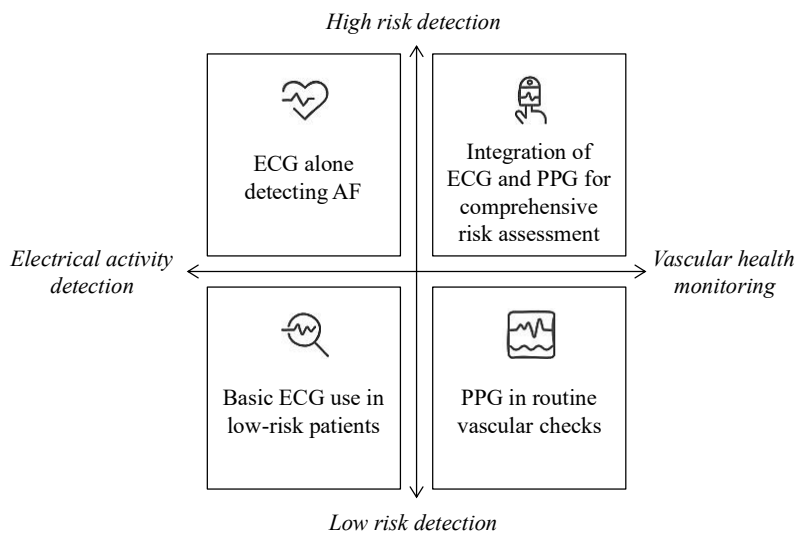 High risk detection
ECG alone
detecting AF
Integration of
ECG and PPG for
comprehensive
risk assessment
Electrical activity
detection
Vascular health
monitoring
Basic ECG use in
low-risk patients
PPG in routine
vascular checks
Low risk detection